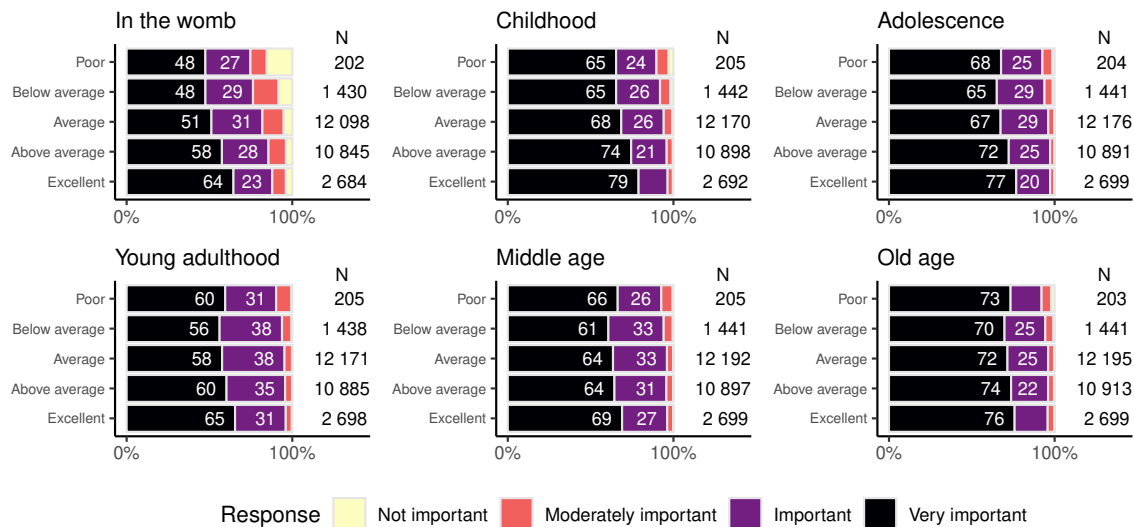 In the womb
N
Poor 48 27 202
Below average 48 29 1 430
Average 51 31 12 098
Above average 58 28 10 845
Excellent 64 23 2 684
0% 100%
Childhood
N
Poor 65 24 205
Below average 65 26 1 442
Average 68 26 12 170
Above average 74 21 10 898
Excellent 79 2 692
0% 100%
Adolescence
N
Poor 68 25 204
Below average 65 29 1 441
Average 67 29 12 176
Above average 72 25 10 891
Excellent 77 20 2 699
0% 100%
Young adulthood
N
Poor 60 31 205
Below average 56 38 1 438
Average 58 38 12 171
Above average 60 35 10 885
Excellent 65 31 2 698
0% 100%
Middle age
N
Poor 66 26 205
Below average 61 33 1 441
Average 64 33 12 192
Above average 64 31 10 897
Excellent 69 27 2 699
0% 100%
Old age
N
Poor 73 203
Below average 70 25 1 441
Average 72 25 12 195
Above average 74 22 10 913
Excellent 76 2 699
0% 100%
Response Not important Moderately important Important Very important